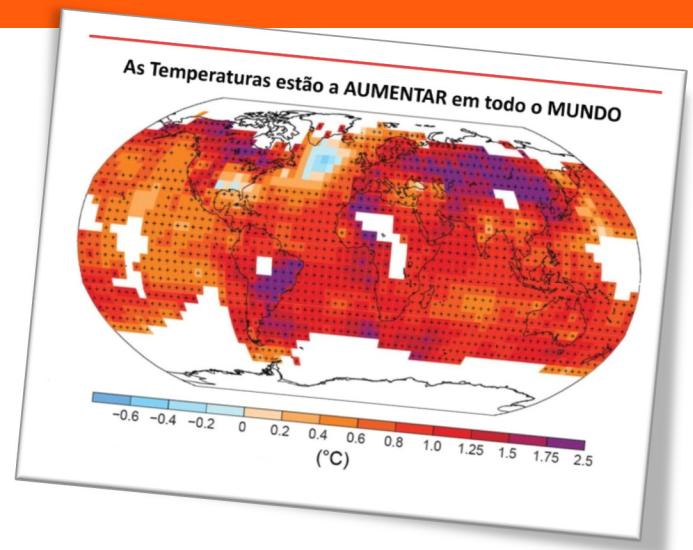 As Temperaturas estão a AUMENTAR em todo o MUNDO
−0.6 −0.4 −0.2 0 0.2 0.4 0.6 0.8 1.0 1.25 1.5 1.75 2.5
(°C)